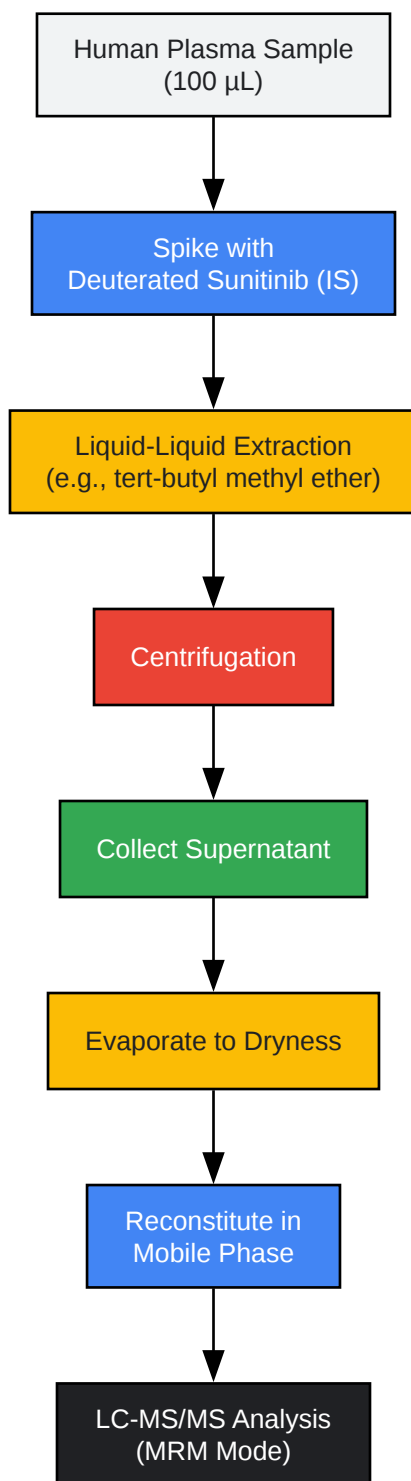 Human Plasma Sample
(100 µL)
Spike with
Deuterated Sunitinib (IS)
Liquid-Liquid Extraction
(e.g., tert-butyl methyl ether)
Centrifugation
Collect Supernatant
Evaporate to Dryness
Reconstitute in
Mobile Phase
LC-MS/MS Analysis
(MRM Mode)